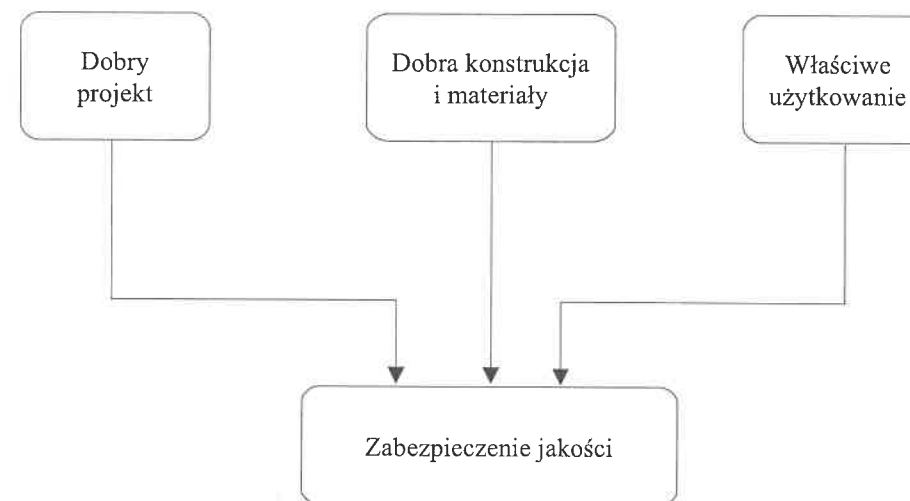 Dobry
projekt
Dobra konstrukcja
i materiały
Właściwe
użytkowanie
Zabezpieczenie jakości